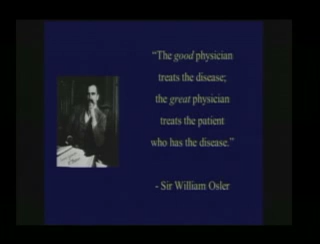 “The good physician
treats the disease;
the great physician
treats the patient
who has the disease.”
- Sir William Osler